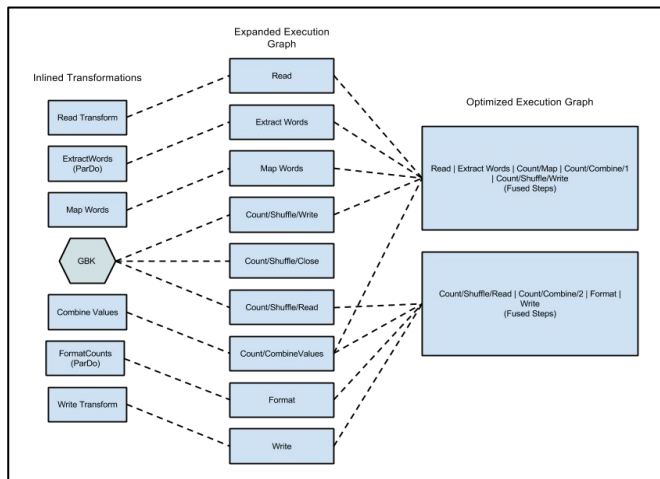 Expanded Execution
Graph
Inlined Transformations
Optimized Execution Graph
Read Transform
ExtractWords
(ParDo)
Map Words
GBK
Combine Values
FormatCounts
(ParDo)
Write Transform
Read
Extract Words
Map Words
Count/Shuffle/Write
Count/Shuffle/Close
Count/Shuffle/Read
Count/CombineValues
Format
Write
Read | Extract Words | Count/Map | Count/Combine/1
| Count/Shuffle/Write
(Fused Steps)
Count/Shuffle/Read | Count/Combine/2 | Format |
Write
(Fused Steps)